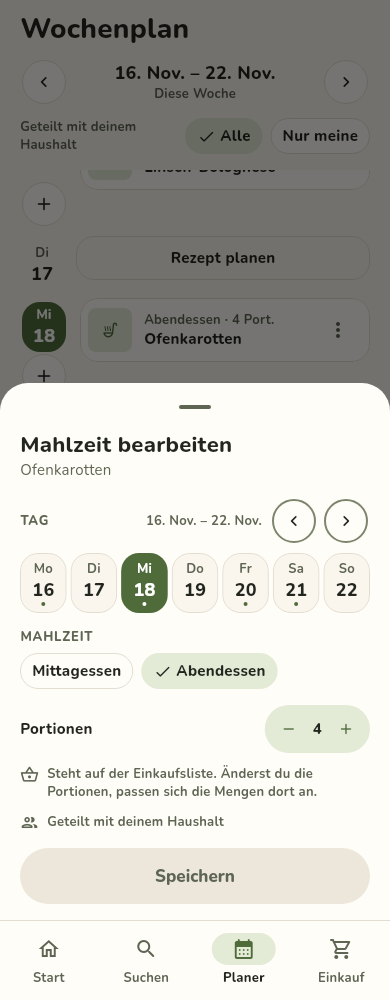 Wochenplan
16. Nov. – 22. Nov.
Diese Woche
Geteilt mit deinem
Haushalt
Alle
Nur meine
Di
17
Rezept planen
Mi
18
Abendessen · 4 Port.
Ofenkarotten
Mahlzeit bearbeiten
Ofenkarotten
TAG
16. Nov. – 22. Nov.
Mo Di Mi Do Fr Sa So
16 17 18 19 20 21 22
MAHLZEIT
Mittagessen
Abendessen
Portionen
− 4 +
Steht auf der Einkaufsliste. Änderst du die
Portionen, passen sich die Mengen dort an.
Geteilt mit deinem Haushalt
Speichern
Start
Suchen
Planer
Einkauf